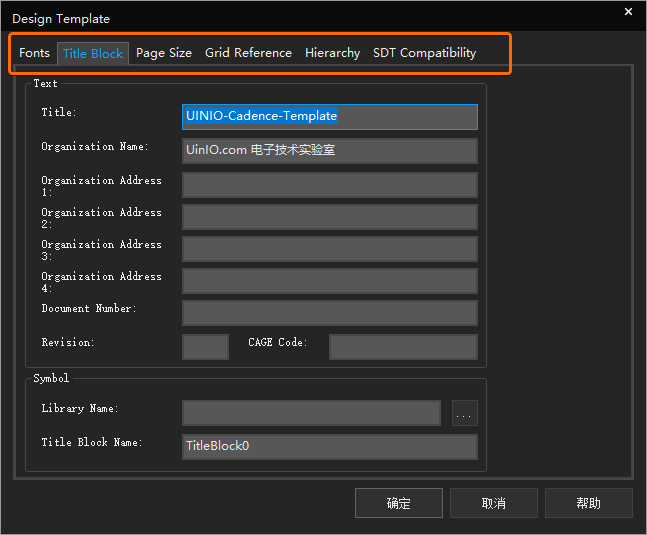 Design Template
Fonts Title Block Page Size Grid Reference Hierarchy SDT Compatibility
Text
Title: UINIO-Cadence-Template
Organization Name: UinIO.com 电子技术实验室
Organization Address
1:
Organization Address
2:
Organization Address
3:
Organization Address
4:
Document Number:
Revision: CAGE Code:
Symbol
Library Name: ...
Title Block Name: TitleBlock0
确定 取消 帮助